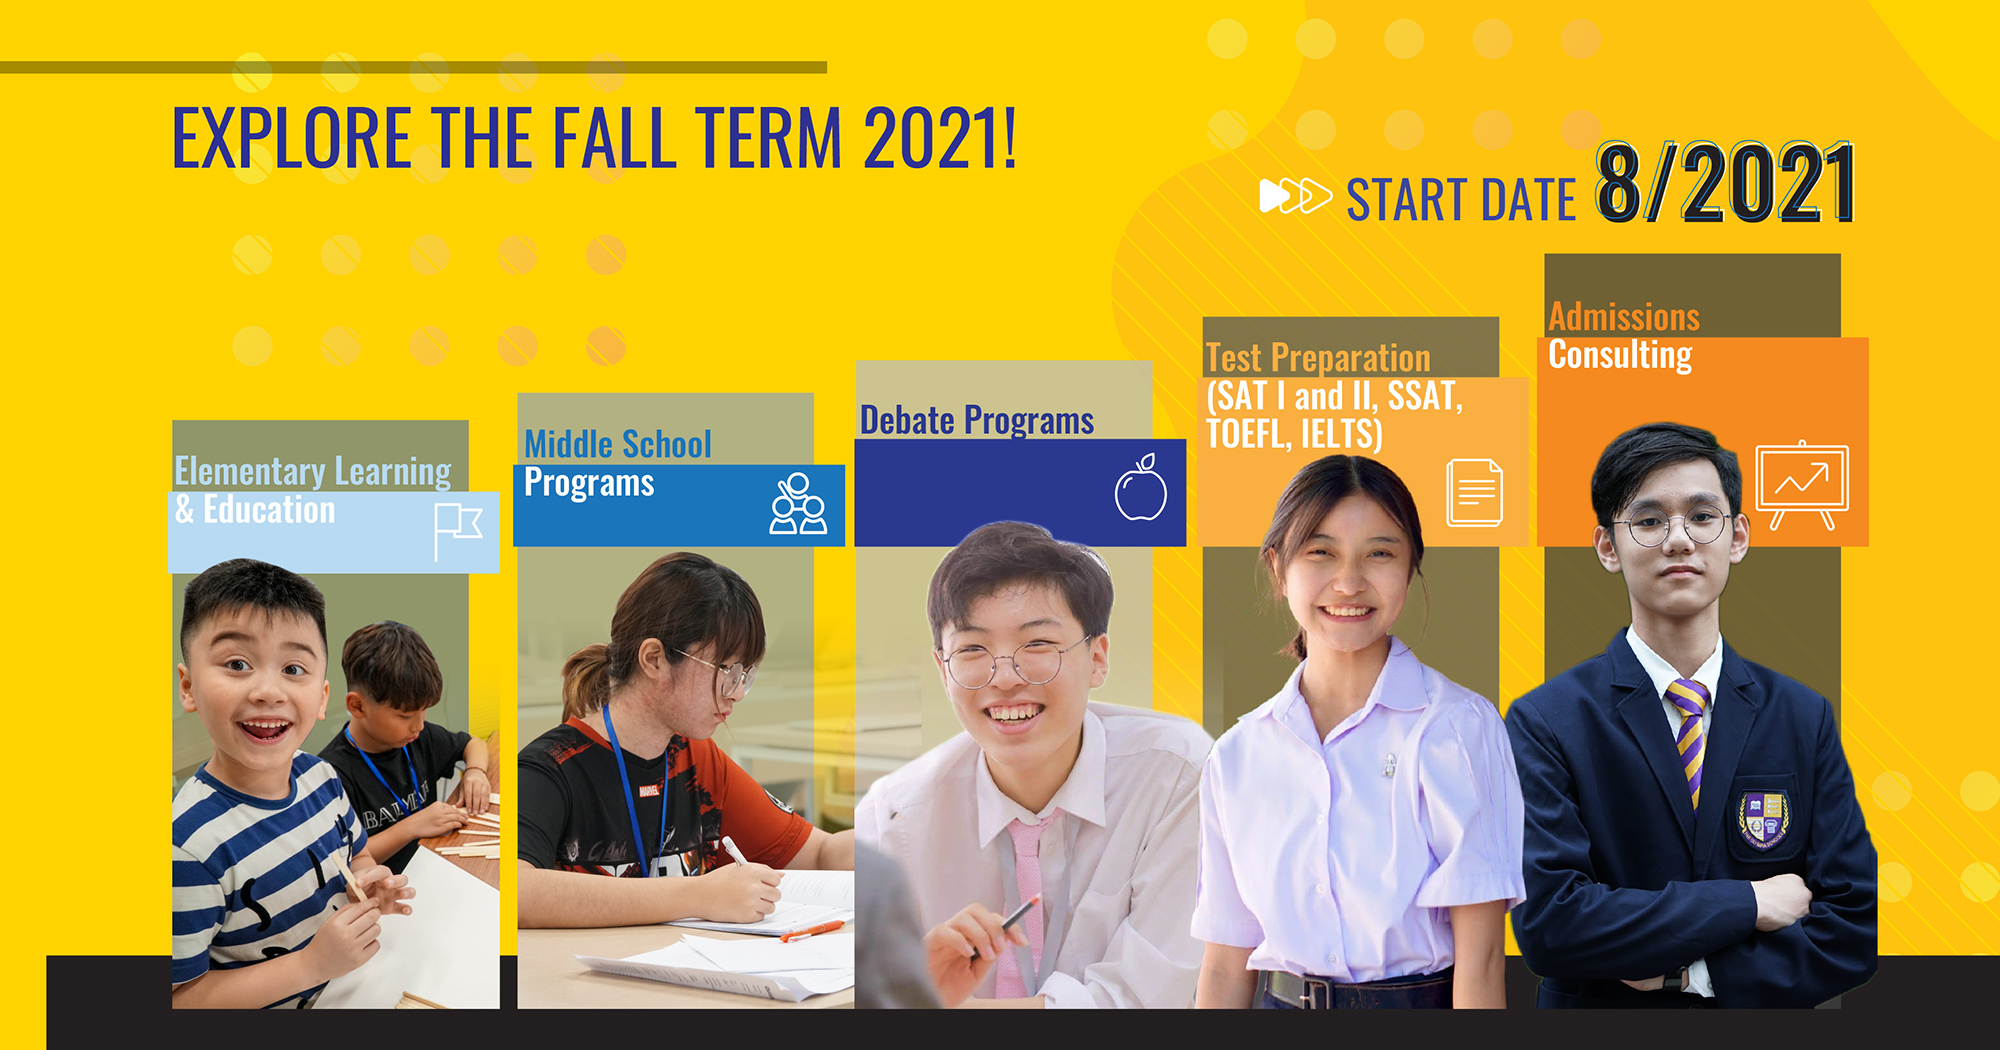 EXPLORE THE FALL TERM 2021!
START DATE 8/2021
Elementary Learning
& Education
Middle School
Programs
Debate Programs
Test Preparation
(SAT I and II, SSAT,
TOEFL, IELTS)
Admissions
Consulting
MARVEL